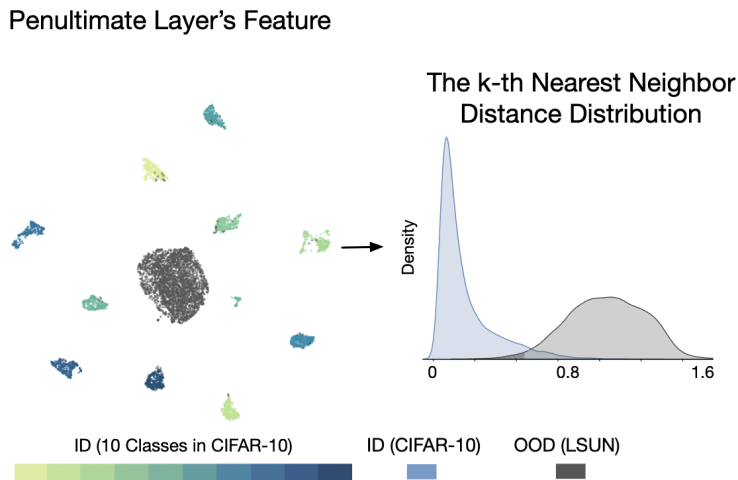 Penultimate Layer's Feature
The k-th Nearest Neighbor
Distance Distribution
Density
0
0.8
1.6
ID (10 Classes in CIFAR-10)
ID (CIFAR-10)
OOD (LSUN)